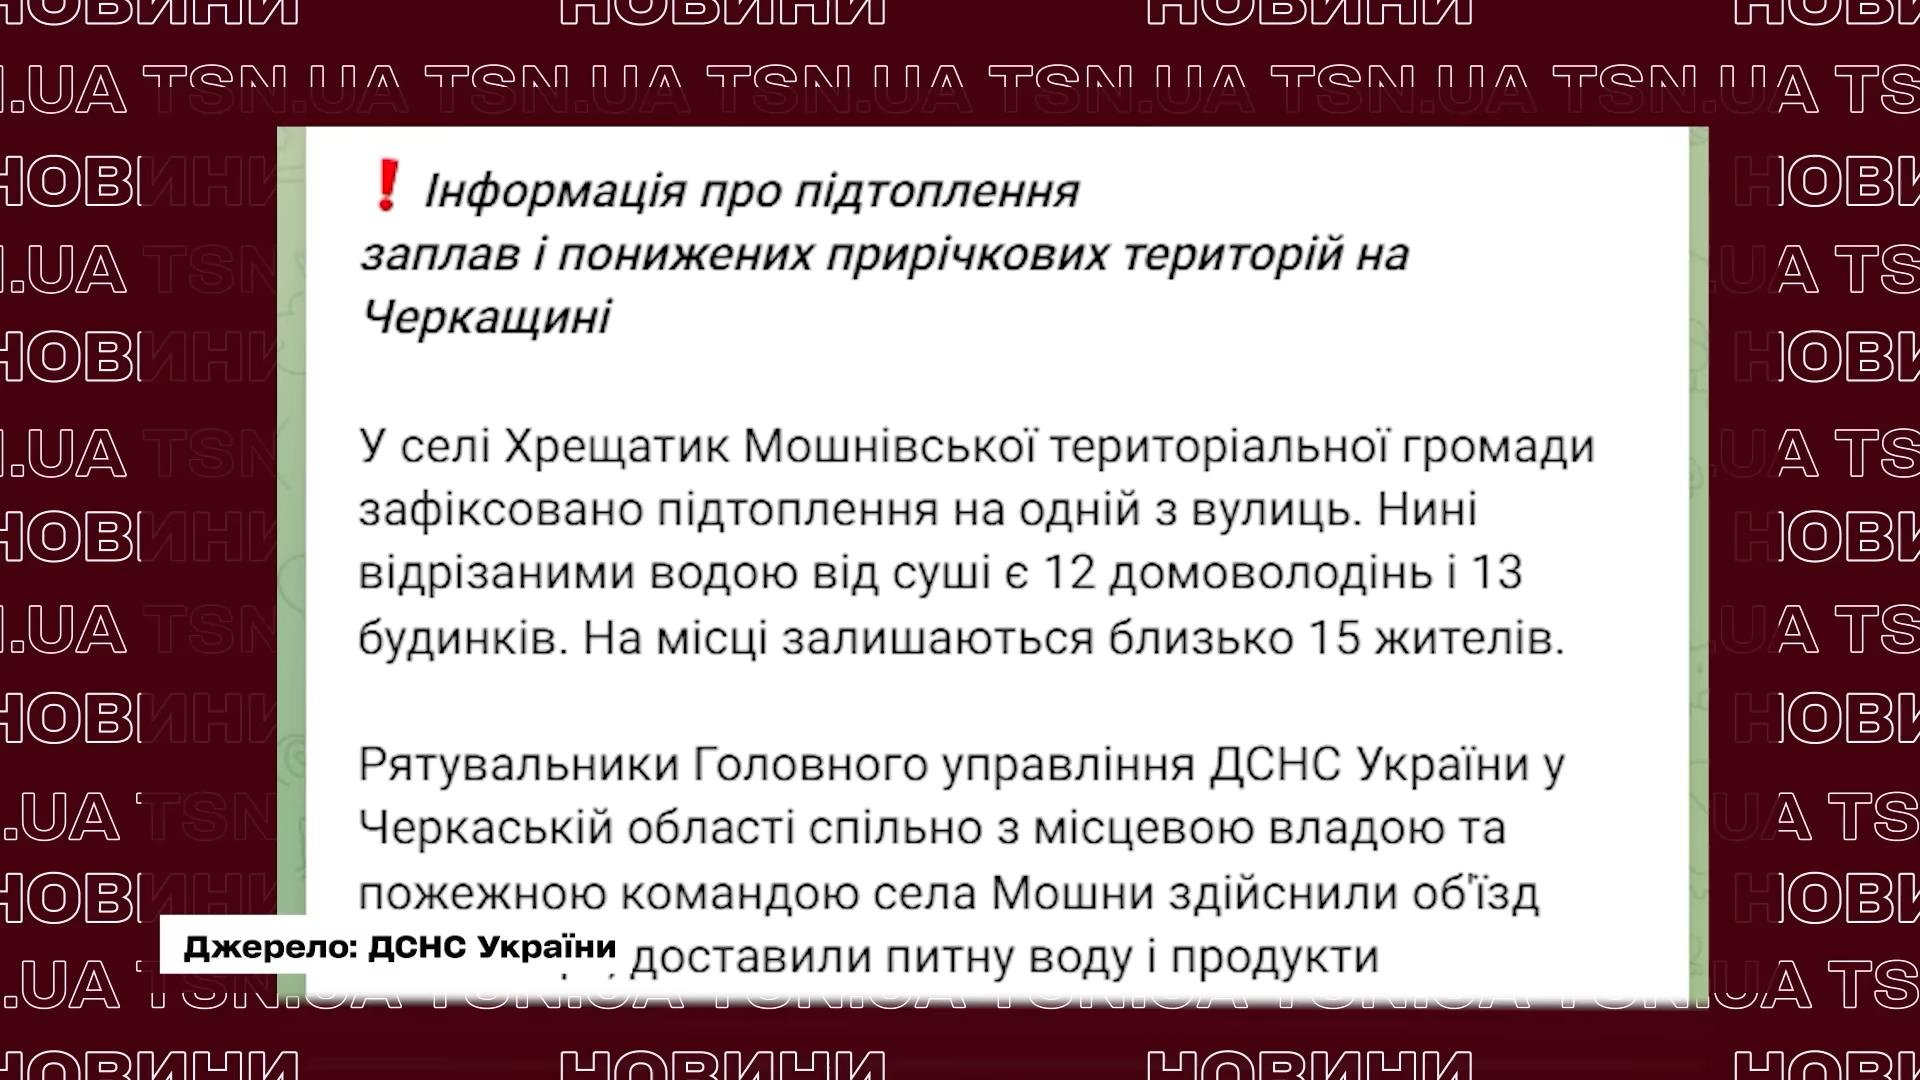 НОВИНИ НОВИНИ НОВИНИ НОВИ
.UA TSN.UA TSN.UA TSN.UA TSN.UA TSN.UA TSN.UA TS
❗ Інформація про підтоплення
заплав і понижених прирічкових територій на
Черкащині
У селі Хрещатик Мошнівської територіальної громади
зафіксовано підтоплення на одній з вулиць. Нині
відрізаними водою від суші є 12 домоволодінь і 13
будинків. На місці залишаються близько 15 жителів.
Рятувальники Головного управління ДСНС України у
Черкаській області спільно з місцевою владою та
пожежною командою села Мошни здійснили об'їзд
, доставили питну воду і продукти
Джерело: ДСНС України
НОВИНИ НОВИНИ НОВИНИ НОВИ